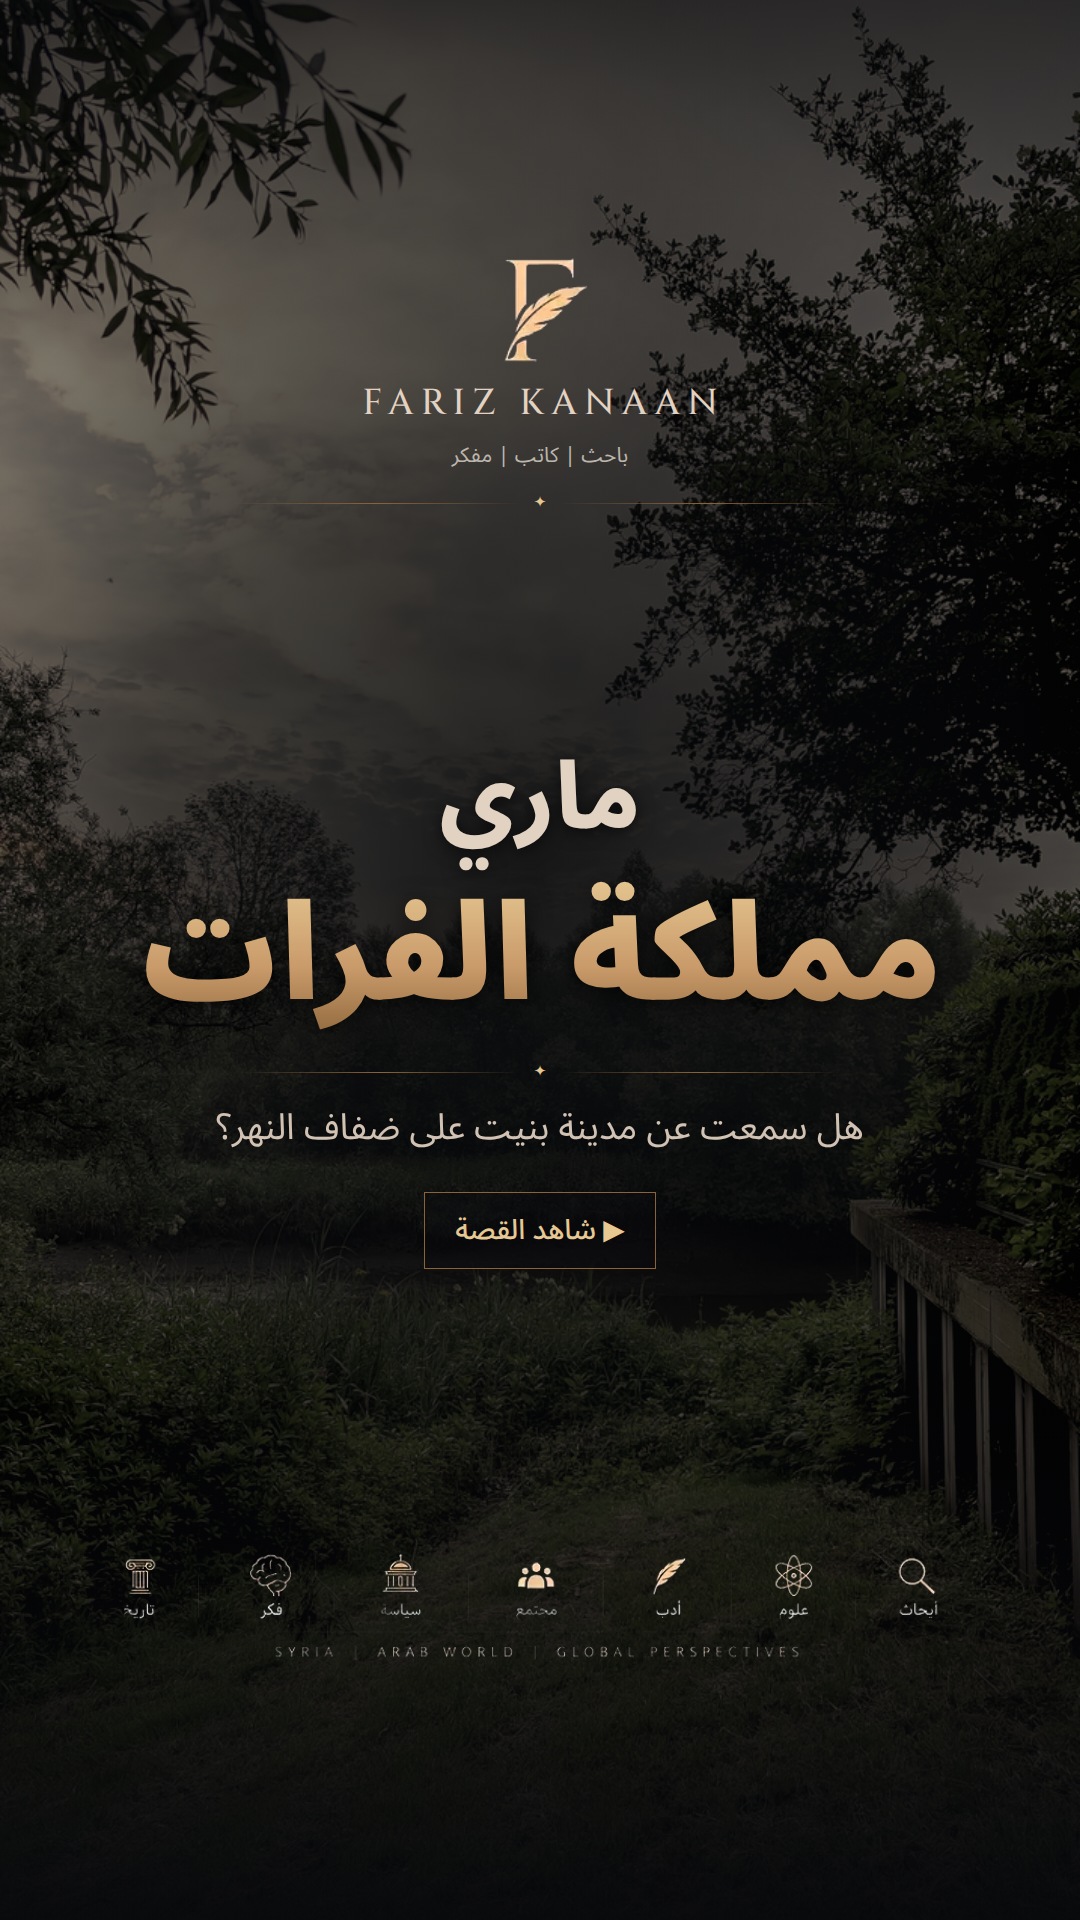 FARIZ KANAAN
باحث | كاتب | مفكر
ماري
مملكة الفرات
هل سمعت عن مدينة بنيت على ضفاف النهر؟
▶ شاهد القصة
أبحاث علوم أدب مجتمع سياسة فكر تاريخ
SYRIA | ARAB WORLD | GLOBAL PERSPECTIVES